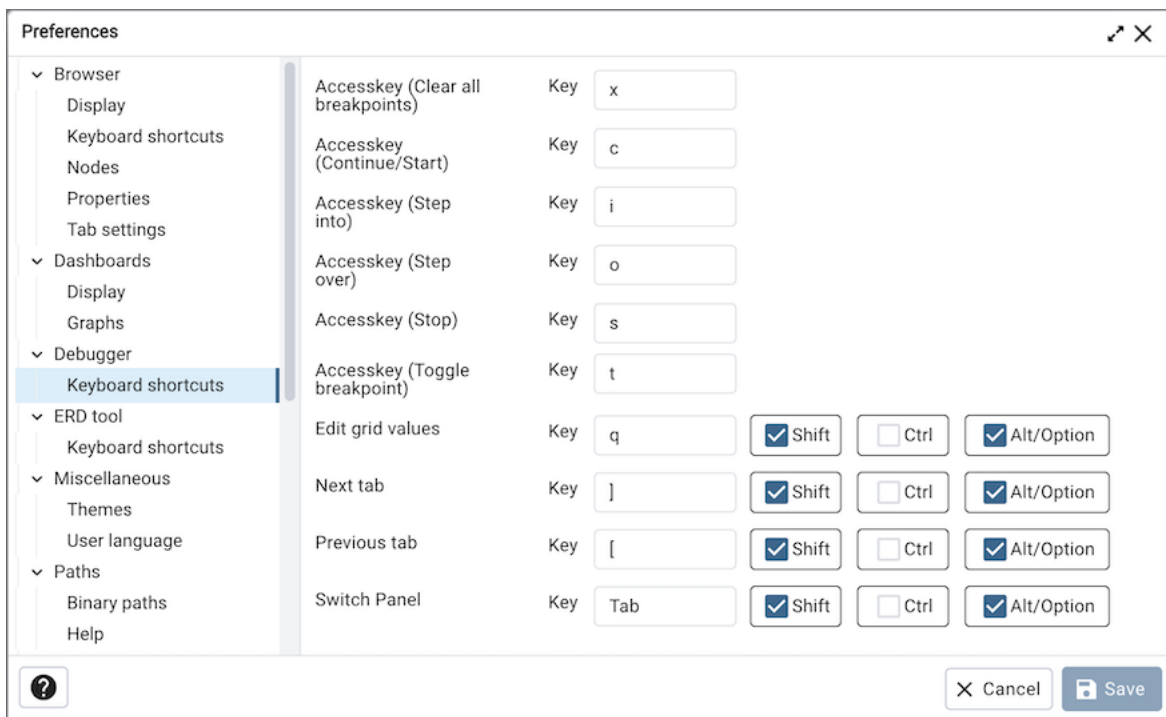 Preferences
Browser
Display
Keyboard shortcuts
Nodes
Properties
Tab settings
Dashboards
Display
Graphs
Debugger
Keyboard shortcuts
ERD tool
Keyboard shortcuts
Miscellaneous
Themes
User language
Paths
Binary paths
Help
Accesskey (Clear all
breakpoints)
Key x
Accesskey
(Continue/Start)
Key c
Accesskey (Step
into)
Key i
Accesskey (Step
over)
Key o
Accesskey (Stop) Key s
Accesskey (Toggle
breakpoint)
Key t
Edit grid values Key q Shift Ctrl Alt/Option
Next tab Key ] Shift Ctrl Alt/Option
Previous tab Key [ Shift Ctrl Alt/Option
Switch Panel Key Tab Shift Ctrl Alt/Option
? Cancel Save